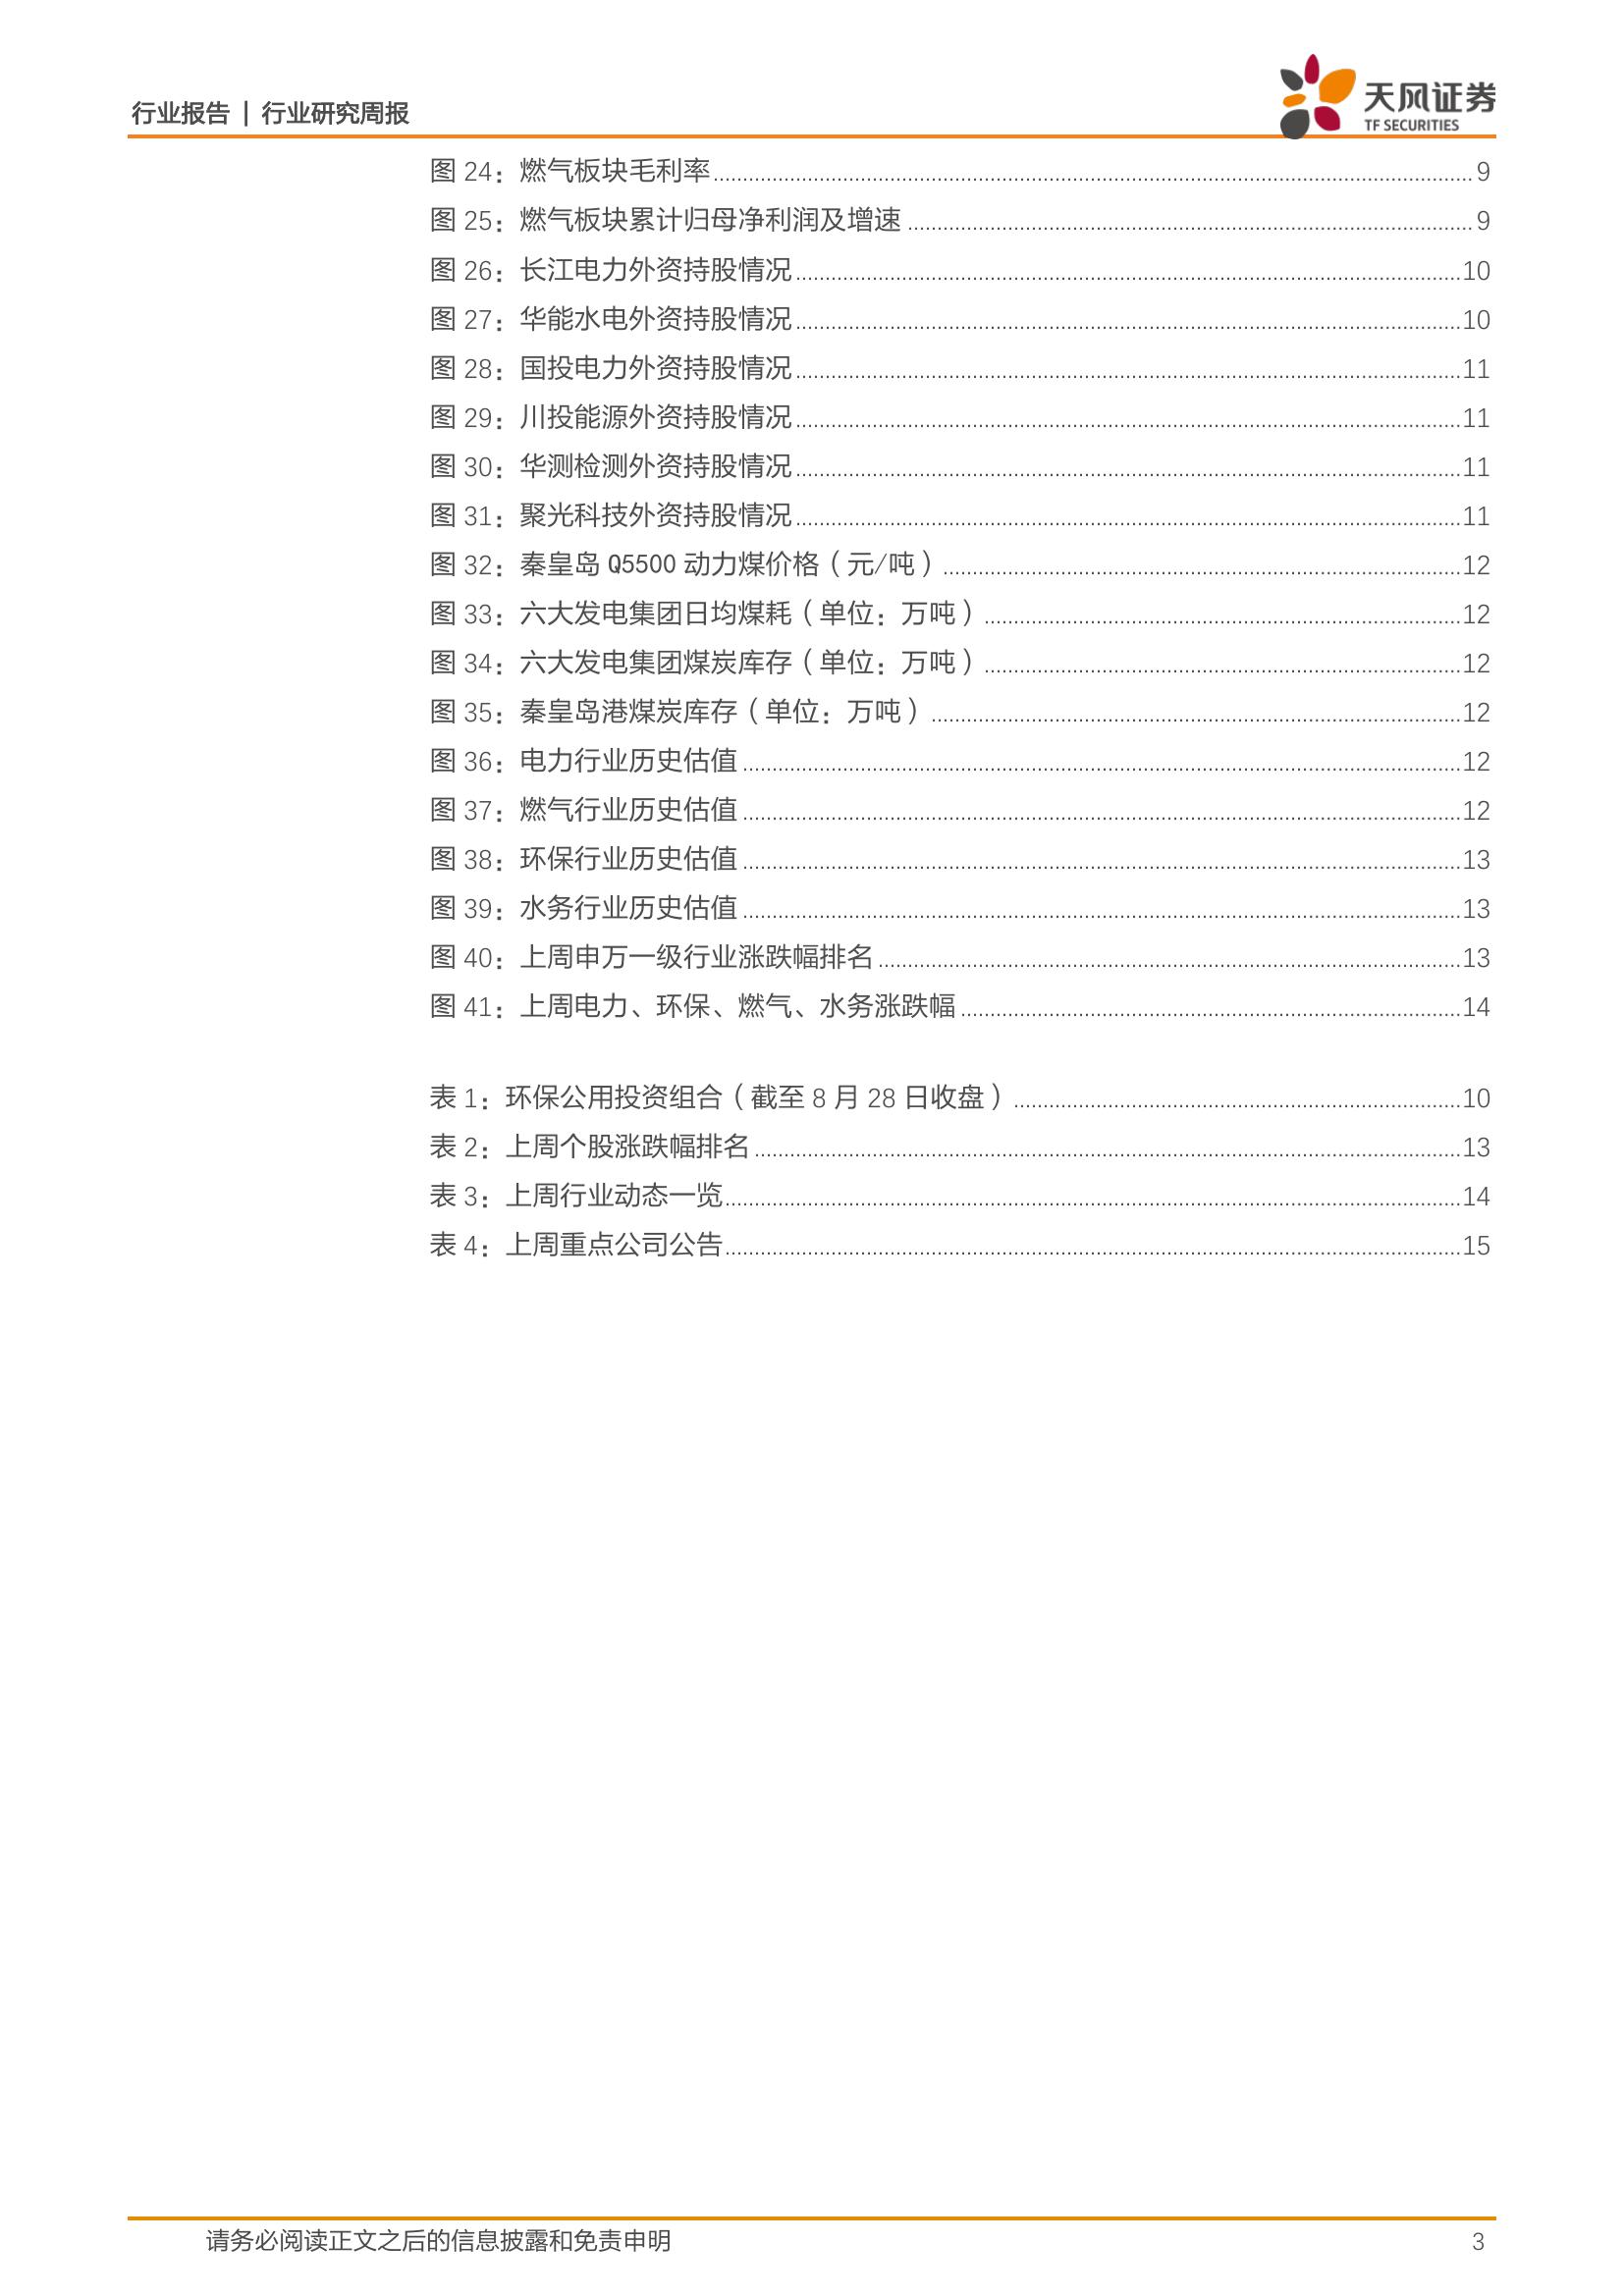 行业报告 | 行业研究周报
天风证券
TF SECURITIES
图 24：燃气板块毛利率 9
图 25：燃气板块累计归母净利润及增速 9
图 26：长江电力外资持股情况 10
图 27：华能水电外资持股情况 10
图 28：国投电力外资持股情况 11
图 29：川投能源外资持股情况 11
图 30：华测检测外资持股情况 11
图 31：聚光科技外资持股情况 11
图 32：秦皇岛 Q5500 动力煤价格（元/吨） 12
图 33：六大发电集团日均煤耗（单位：万吨） 12
图 34：六大发电集团煤炭库存（单位：万吨） 12
图 35：秦皇岛港煤炭库存（单位：万吨） 12
图 36：电力行业历史估值 12
图 37：燃气行业历史估值 12
图 38：环保行业历史估值 13
图 39：水务行业历史估值 13
图 40：上周申万一级行业涨跌幅排名 13
图 41：上周电力、环保、燃气、水务涨跌幅 14
表 1：环保公用投资组合（截至 8 月 28 日收盘） 10
表 2：上周个股涨跌幅排名 13
表 3：上周行业动态一览 14
表 4：上周重点公司公告 15
请务必阅读正文之后的信息披露和免责申明 3